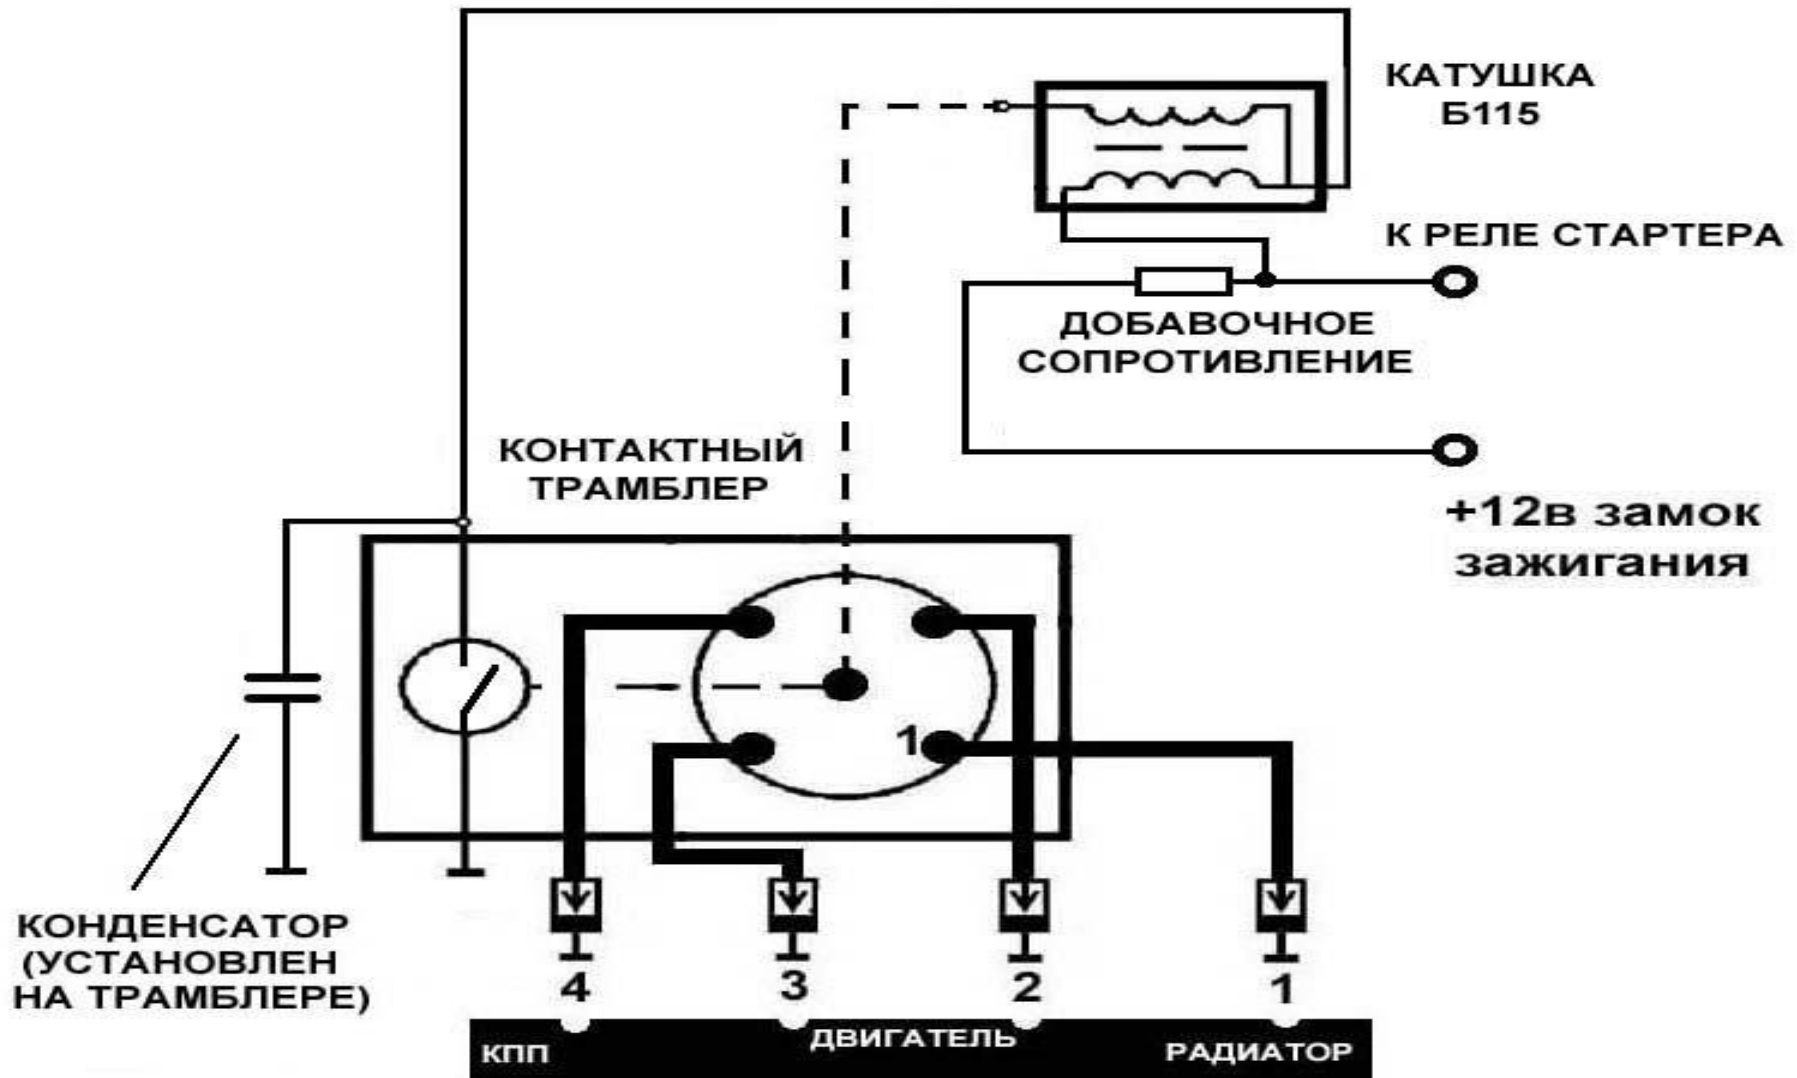 КАТУШКА
Б115
К РЕЛЕ СТАРТЕРА
ДОБАВОЧНОЕ
СОПРОТИВЛЕНИЕ
КОНТАКТНЫЙ
ТРАМБЛЕР
+12в замок
зажигания
1
КОНДЕНСАТОР
(УСТАНОВЛЕН
НА ТРАМБЛЕРЕ)
4 3 2 1
КПП ДВИГАТЕЛЬ РАДИАТОР